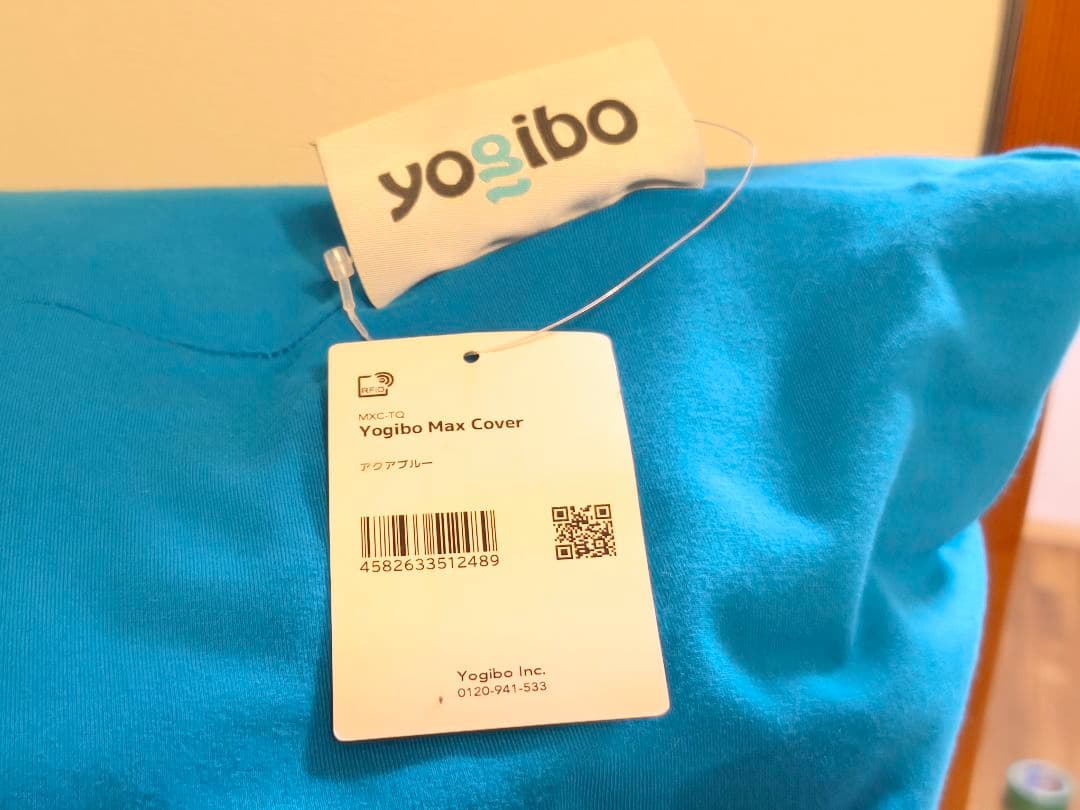 yogibo
RFID
MXC-TQ
Yogibo Max Cover
アクアブルー
4582633512489
Yogibo Inc.
0120-941-533